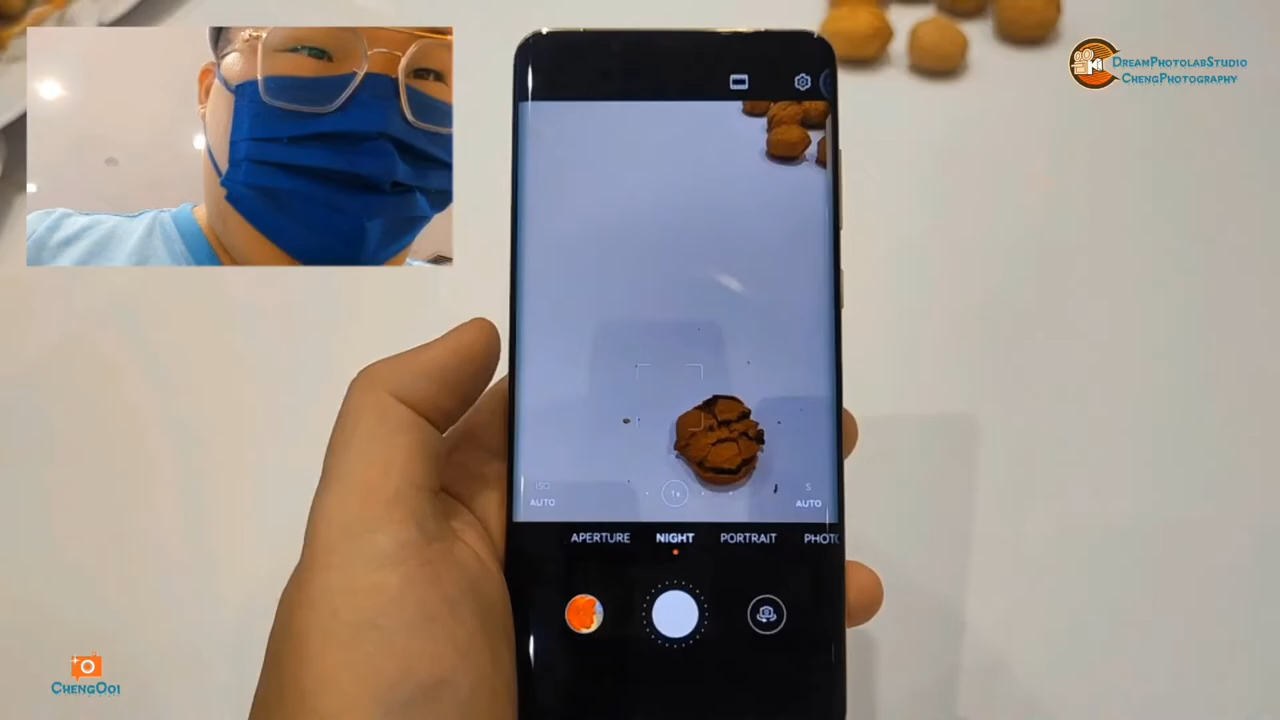 DREAMPHOTOLABSTUDIO
CHENGPHOTOGRAPHY
ISO
AUTO
1x
S
AUTO
APERTURE
NIGHT
PORTRAIT
PHOTO
CHENGOOI